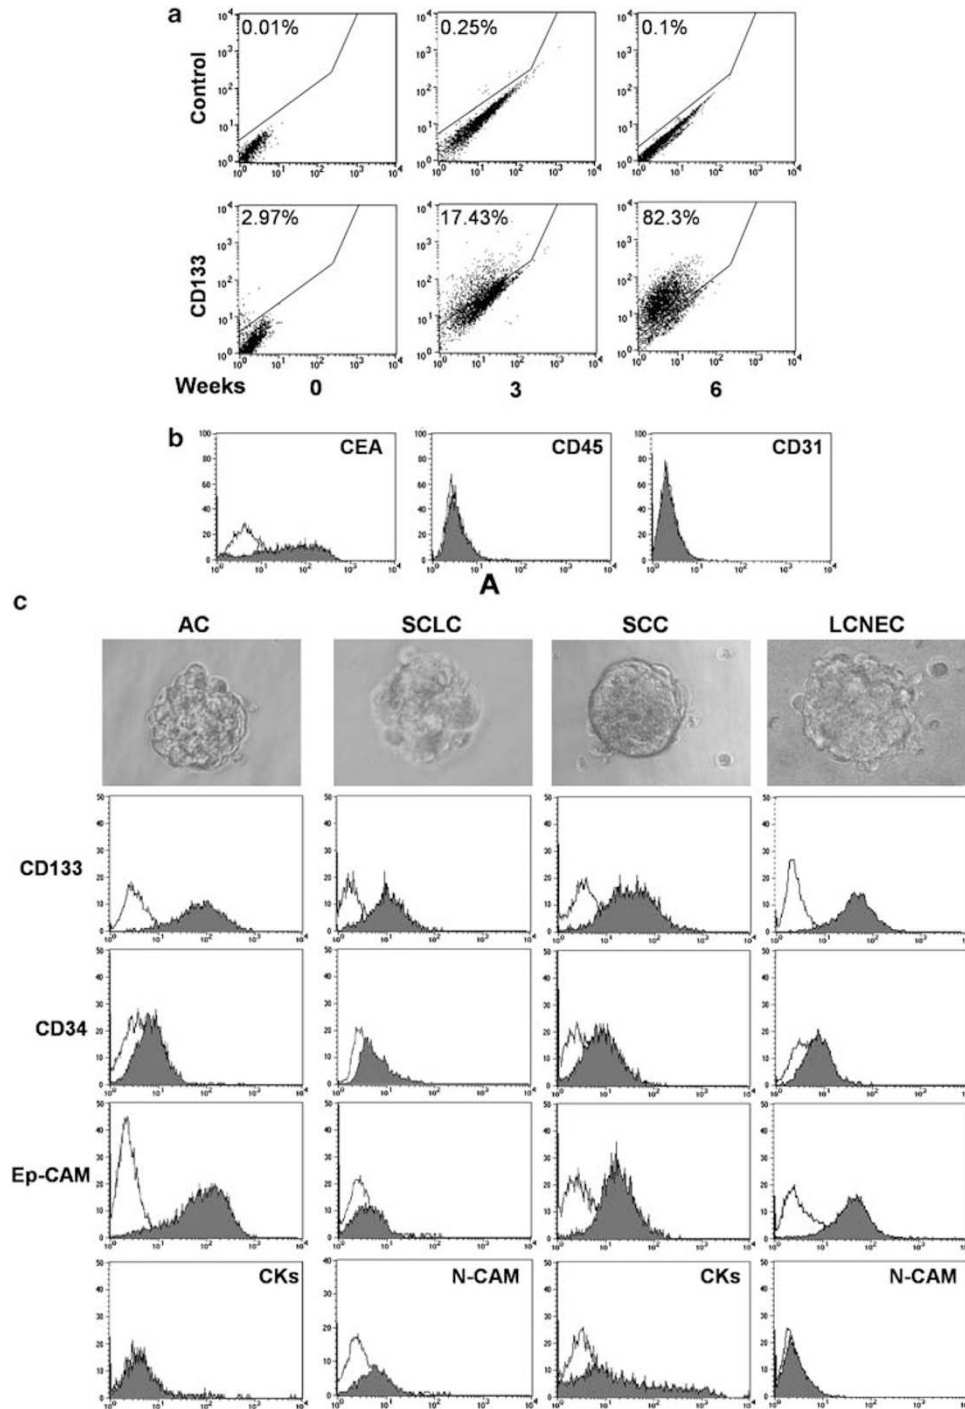 a
Control
0.01%
0.25%
0.1%
CD133
2.97%
17.43%
82.3%
Weeks 0 3 6
b
CEA
CD45
CD31
A
c
AC SCLC SCC LCNEC
CD133
CD34
Ep-CAM
CKs
N-CAM
CKs
N-CAM